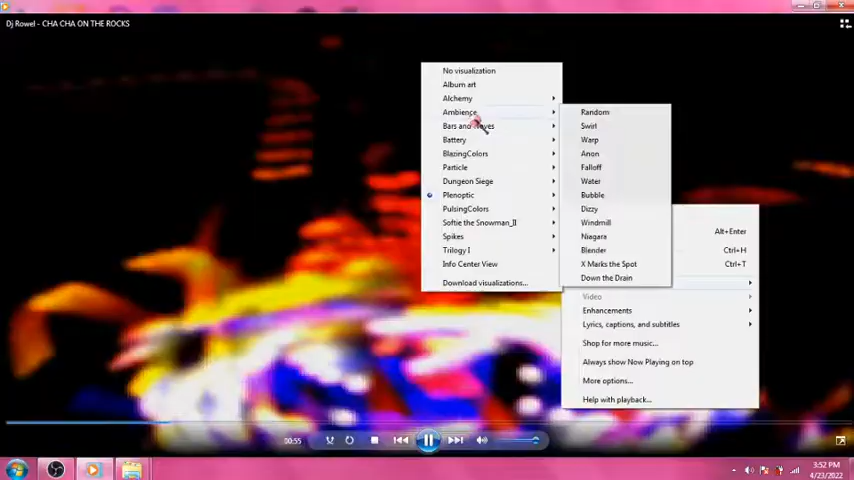 Dj Rowel - CHA CHA ON THE ROCKS
No visualization
Album art
Alchemy
Ambience
Bars and Waves
Battery
BlazingColors
Particle
Dungeon Siege
Plenoptic
PulsingColors
Softie the Snowman_II
Spikes
Trilogy I
Info Center View
Download visualizations...
Random
Swirl
Warp
Anon
Falloff
Water
Bubble
Dizzy
Windmill
Niagara
Blender
X Marks the Spot
Down the Drain
Alt+Enter
Ctrl+H
Ctrl+T
Video
Enhancements
Lyrics, captions, and subtitles
Shop for more music...
Always show Now Playing on top
More options...
Help with playback...
00:55
3:52 PM
4/23/2022